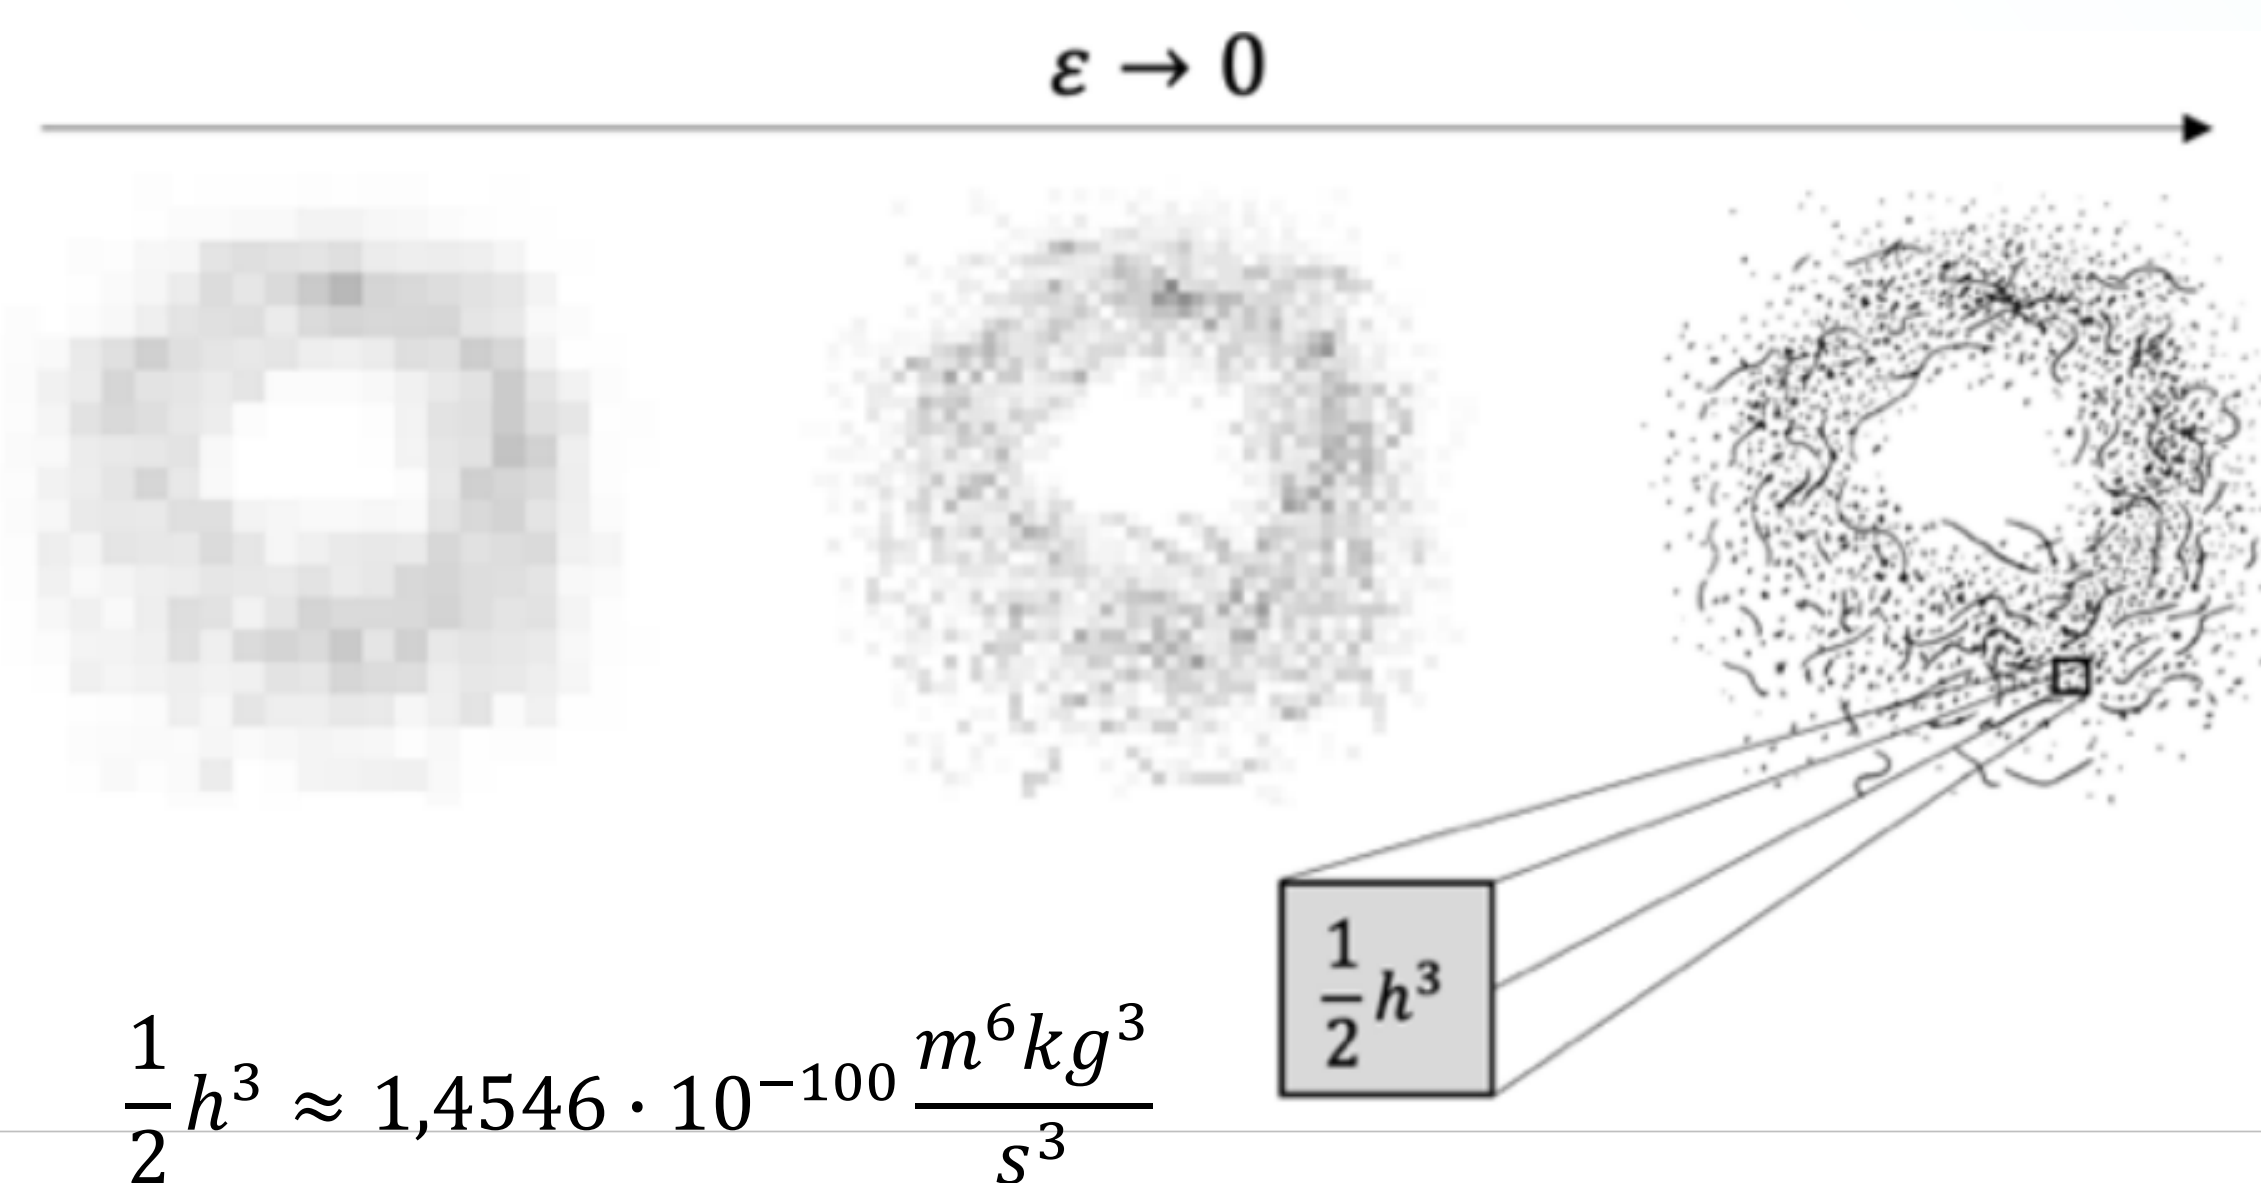 ε → 0
1/2 h³
1/2 h³ ≈ 1,4546 · 10⁻¹⁰⁰ m⁶kg³/s³